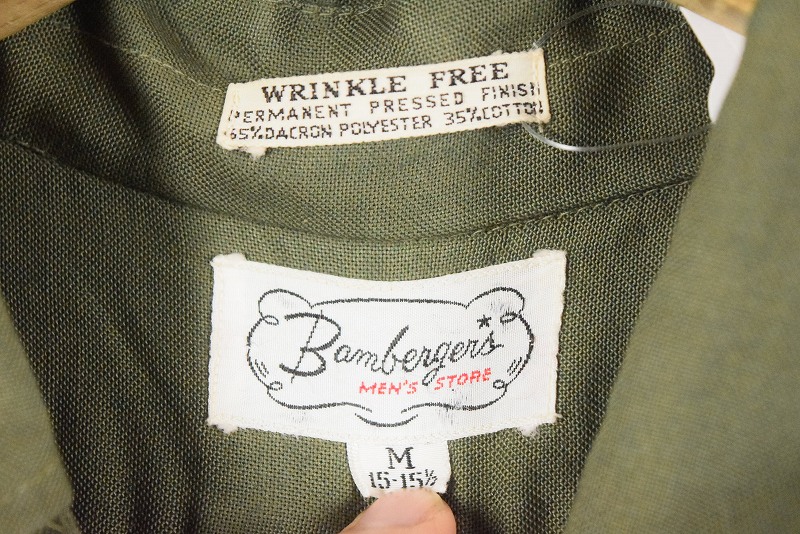 WRINKLE FREE
PERMANENT PRESSED FINISH
65% DACRON POLYESTER 35% COTTON
Bamberger's
MEN'S STORE
M
15-15½